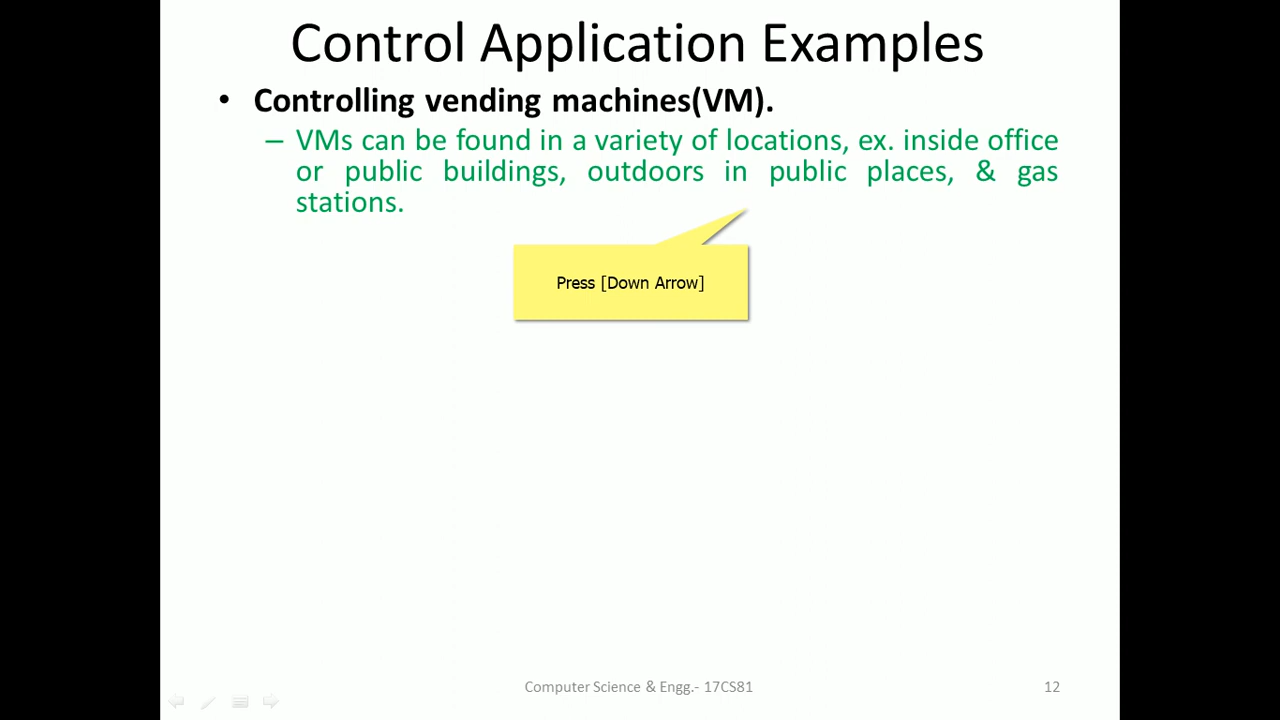 Control Application Examples
• Controlling vending machines(VM).
– VMs can be found in a variety of locations, ex. inside office
or public buildings, outdoors in public places, & gas
stations.
Press [Down Arrow]
Computer Science & Engg.- 17CS81
12